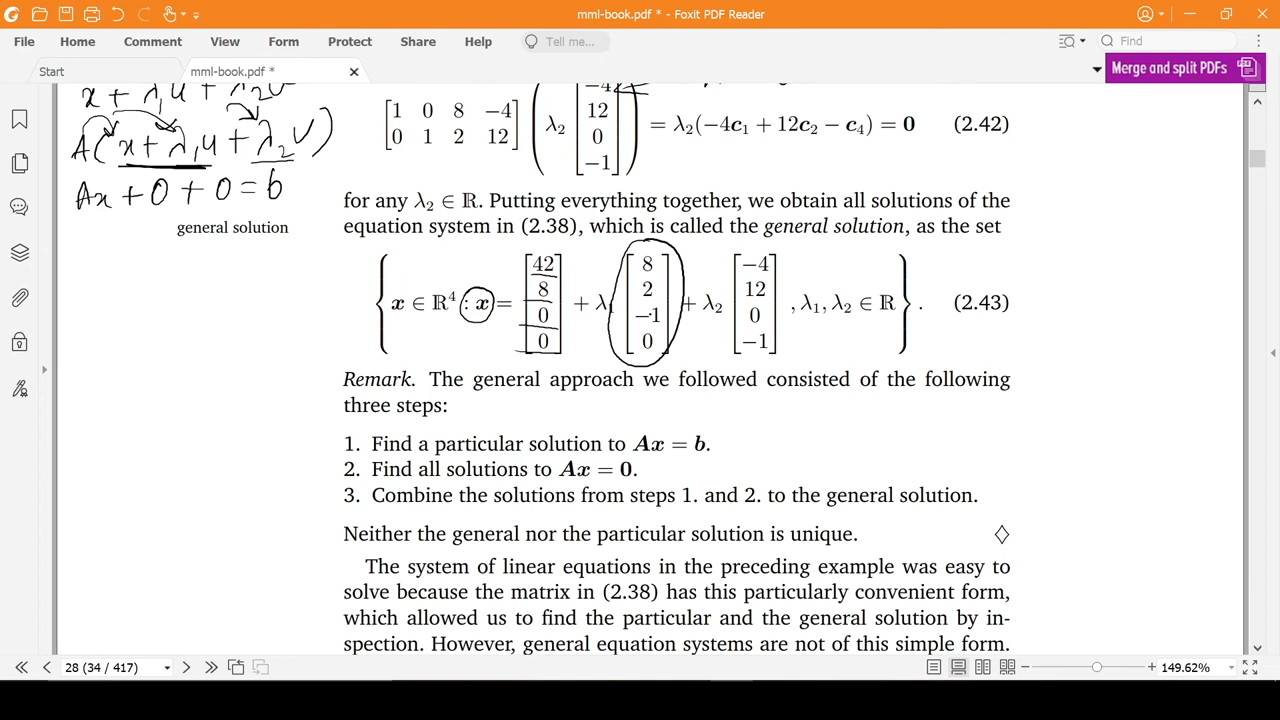 mml-book.pdf * - Foxit PDF Reader
File Home Comment View Form Protect Share Help Tell me... Find
Start mml-book.pdf * Merge and split PDFs
x + λ₁u + λ₂v
A(x + λ₁u + λ₂v)
Ax + 0 + 0 = b
general solution
[1 0 8 −4; 0 1 2 12] (λ₂ [−4; 12; 0; −1]) = λ₂(−4c₁ + 12c₂ − c₄) = 0 (2.42)
for any λ₂ ∈ ℝ. Putting everything together, we obtain all solutions of the
equation system in (2.38), which is called the general solution, as the set
{x ∈ ℝ⁴ : x = [42; 8; 0; 0] + λ₁ [8; 2; −1; 0] + λ₂ [−4; 12; 0; −1], λ₁, λ₂ ∈ ℝ}. (2.43)
Remark. The general approach we followed consisted of the following
three steps:
1. Find a particular solution to Ax = b.
2. Find all solutions to Ax = 0.
3. Combine the solutions from steps 1. and 2. to the general solution.
Neither the general nor the particular solution is unique. ◇
The system of linear equations in the preceding example was easy to
solve because the matrix in (2.38) has this particularly convenient form,
which allowed us to find the particular and the general solution by in-
spection. However, general equation systems are not of this simple form.
28 (34 / 417) 149.62%